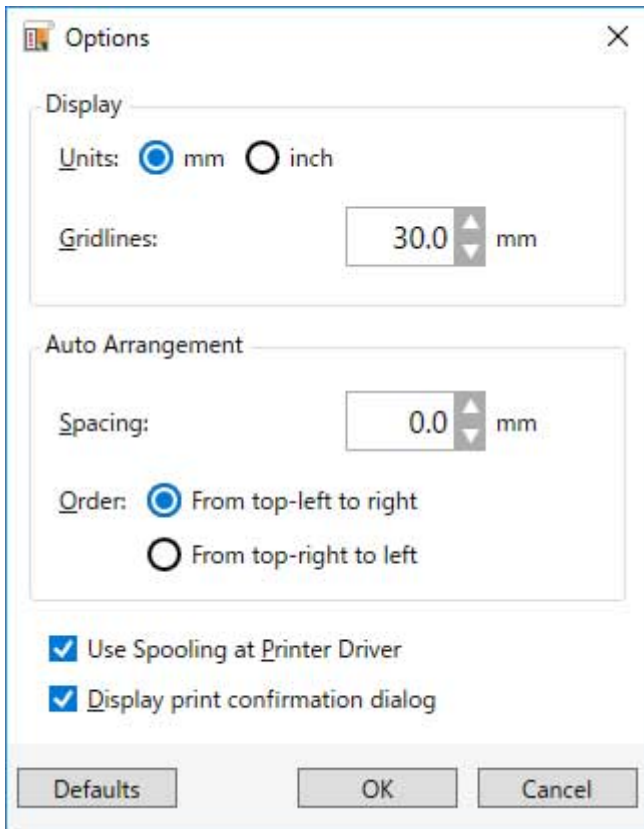 Options
Display
Units: mm inch
Gridlines: 30.0 mm
Auto Arrangement
Spacing: 0.0 mm
Order: From top-left to right
From top-right to left
Use Spooling at Printer Driver
Display print confirmation dialog
Defaults OK Cancel